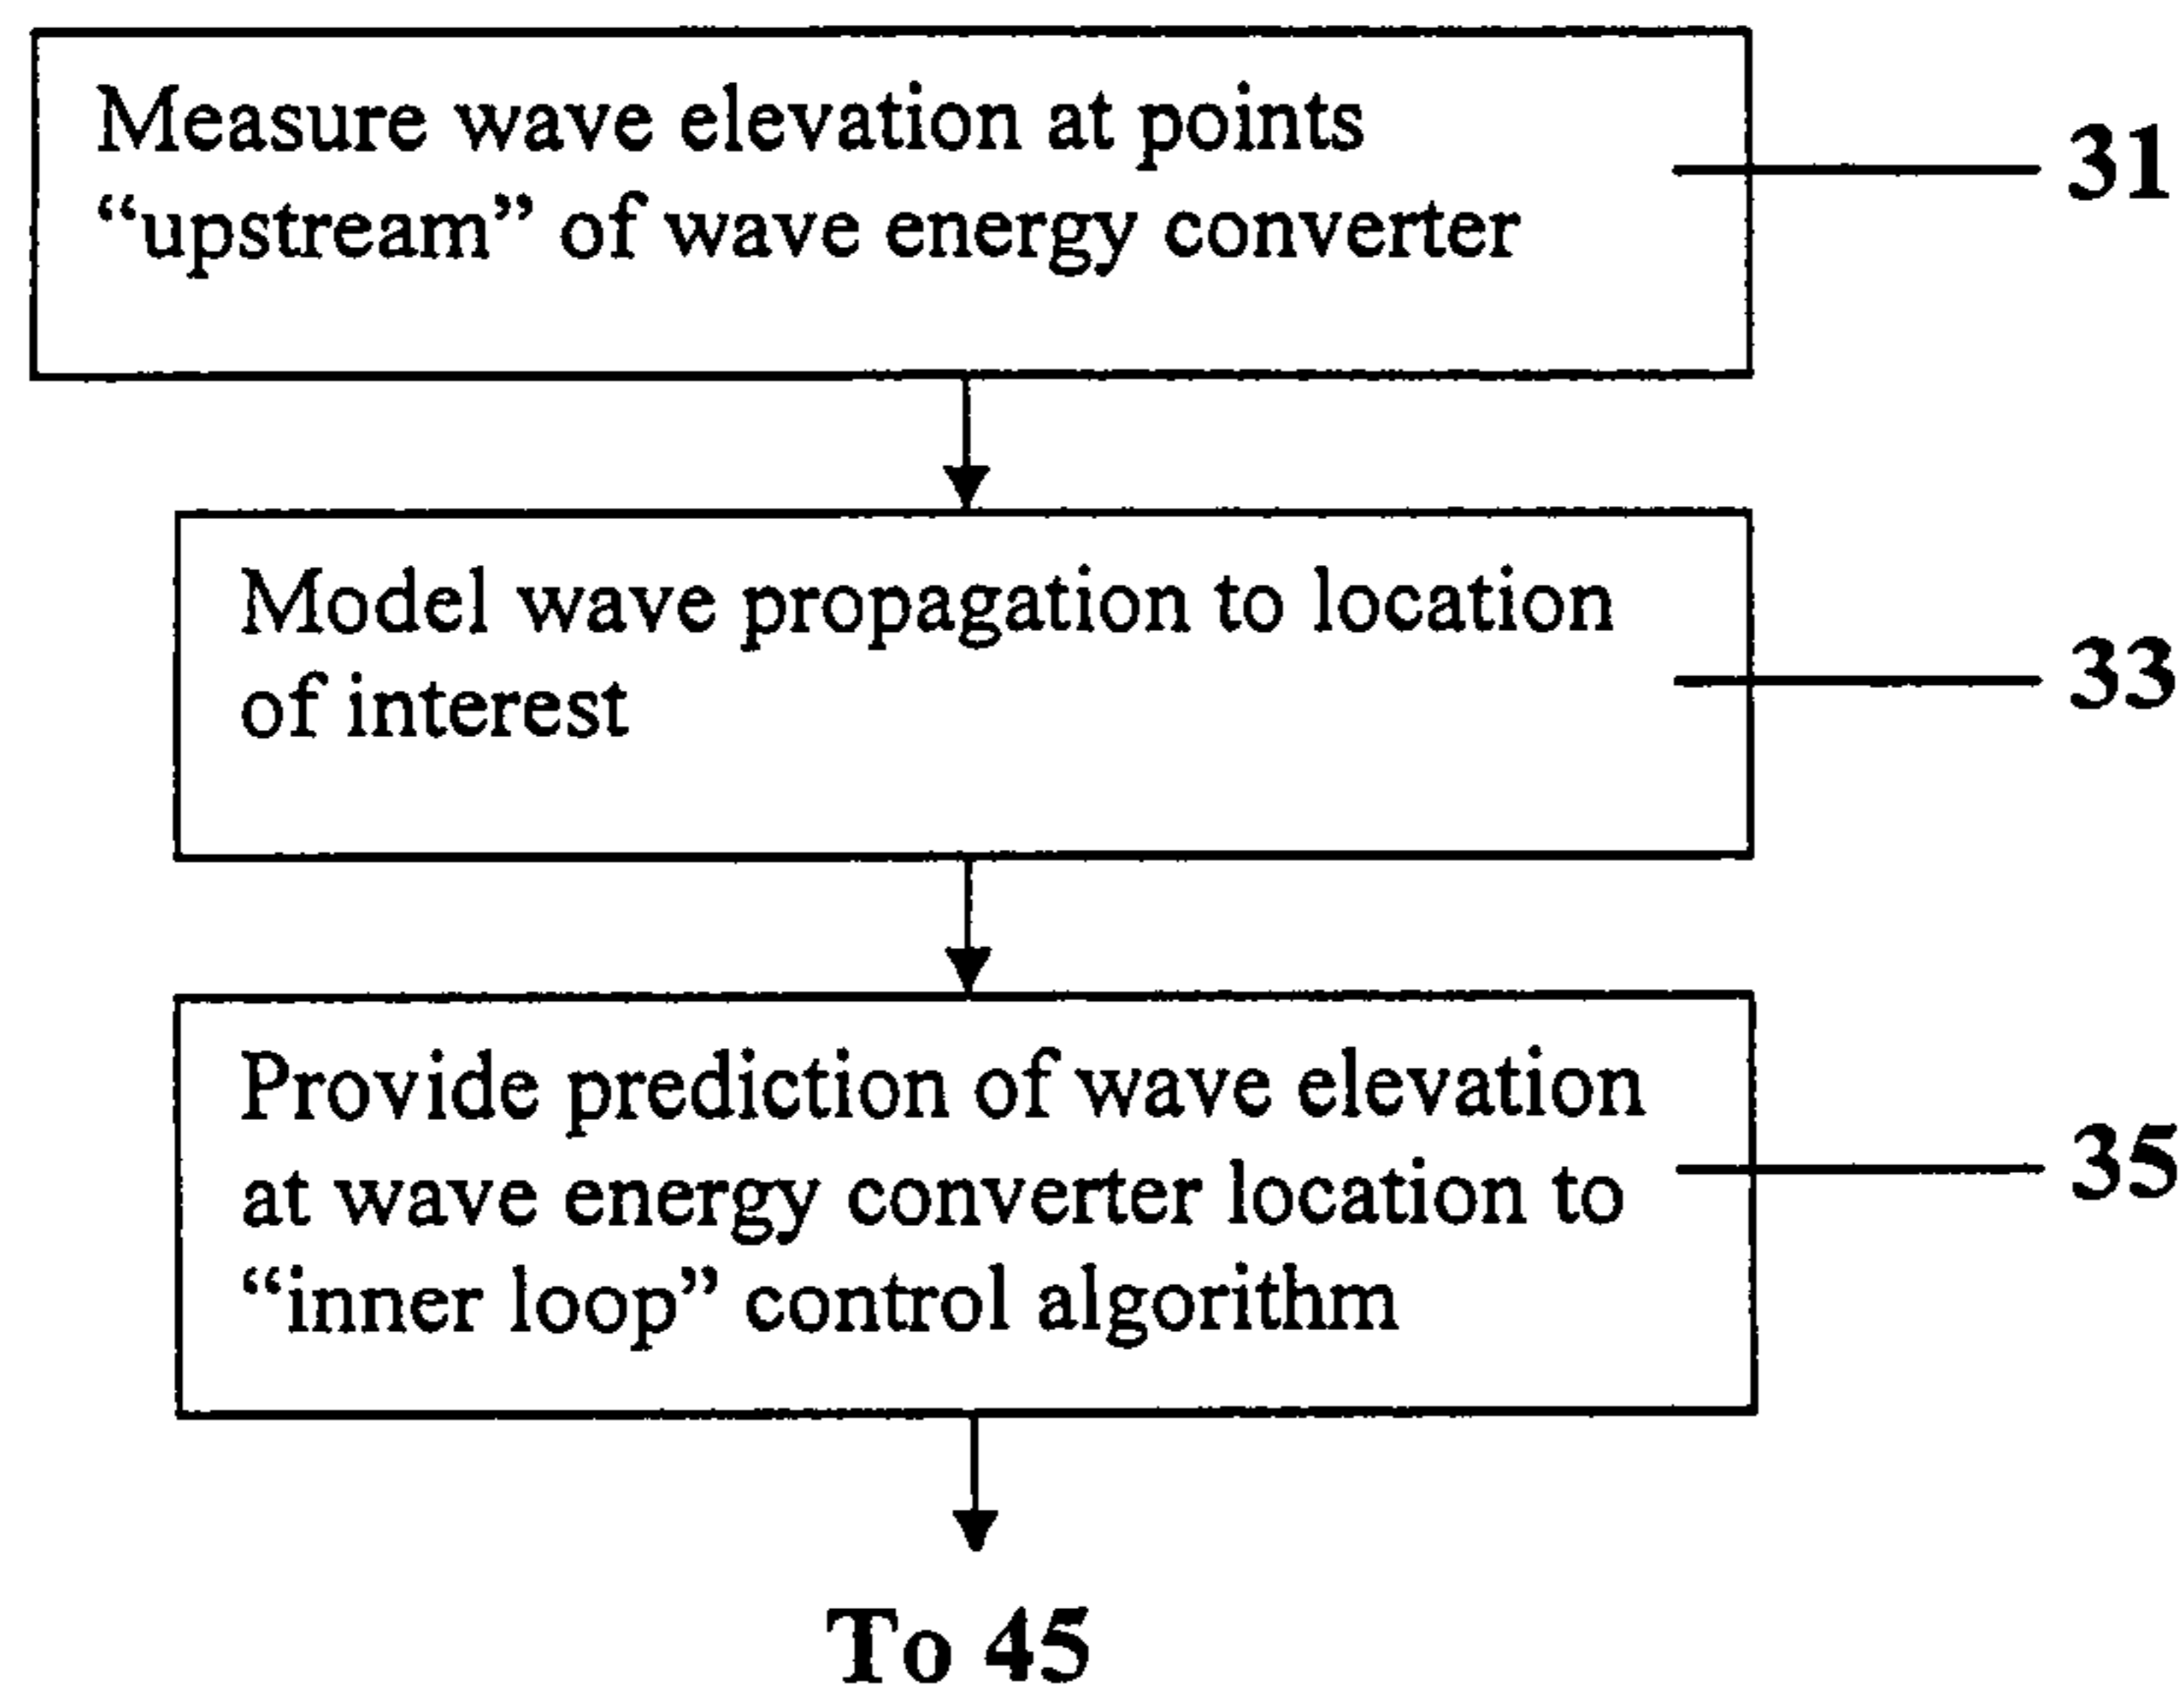 Measure wave elevation at points
“upstream” of wave energy converter
31
Model wave propagation to location
of interest
33
Provide prediction of wave elevation
at wave energy converter location to
“inner loop” control algorithm
35
To 45